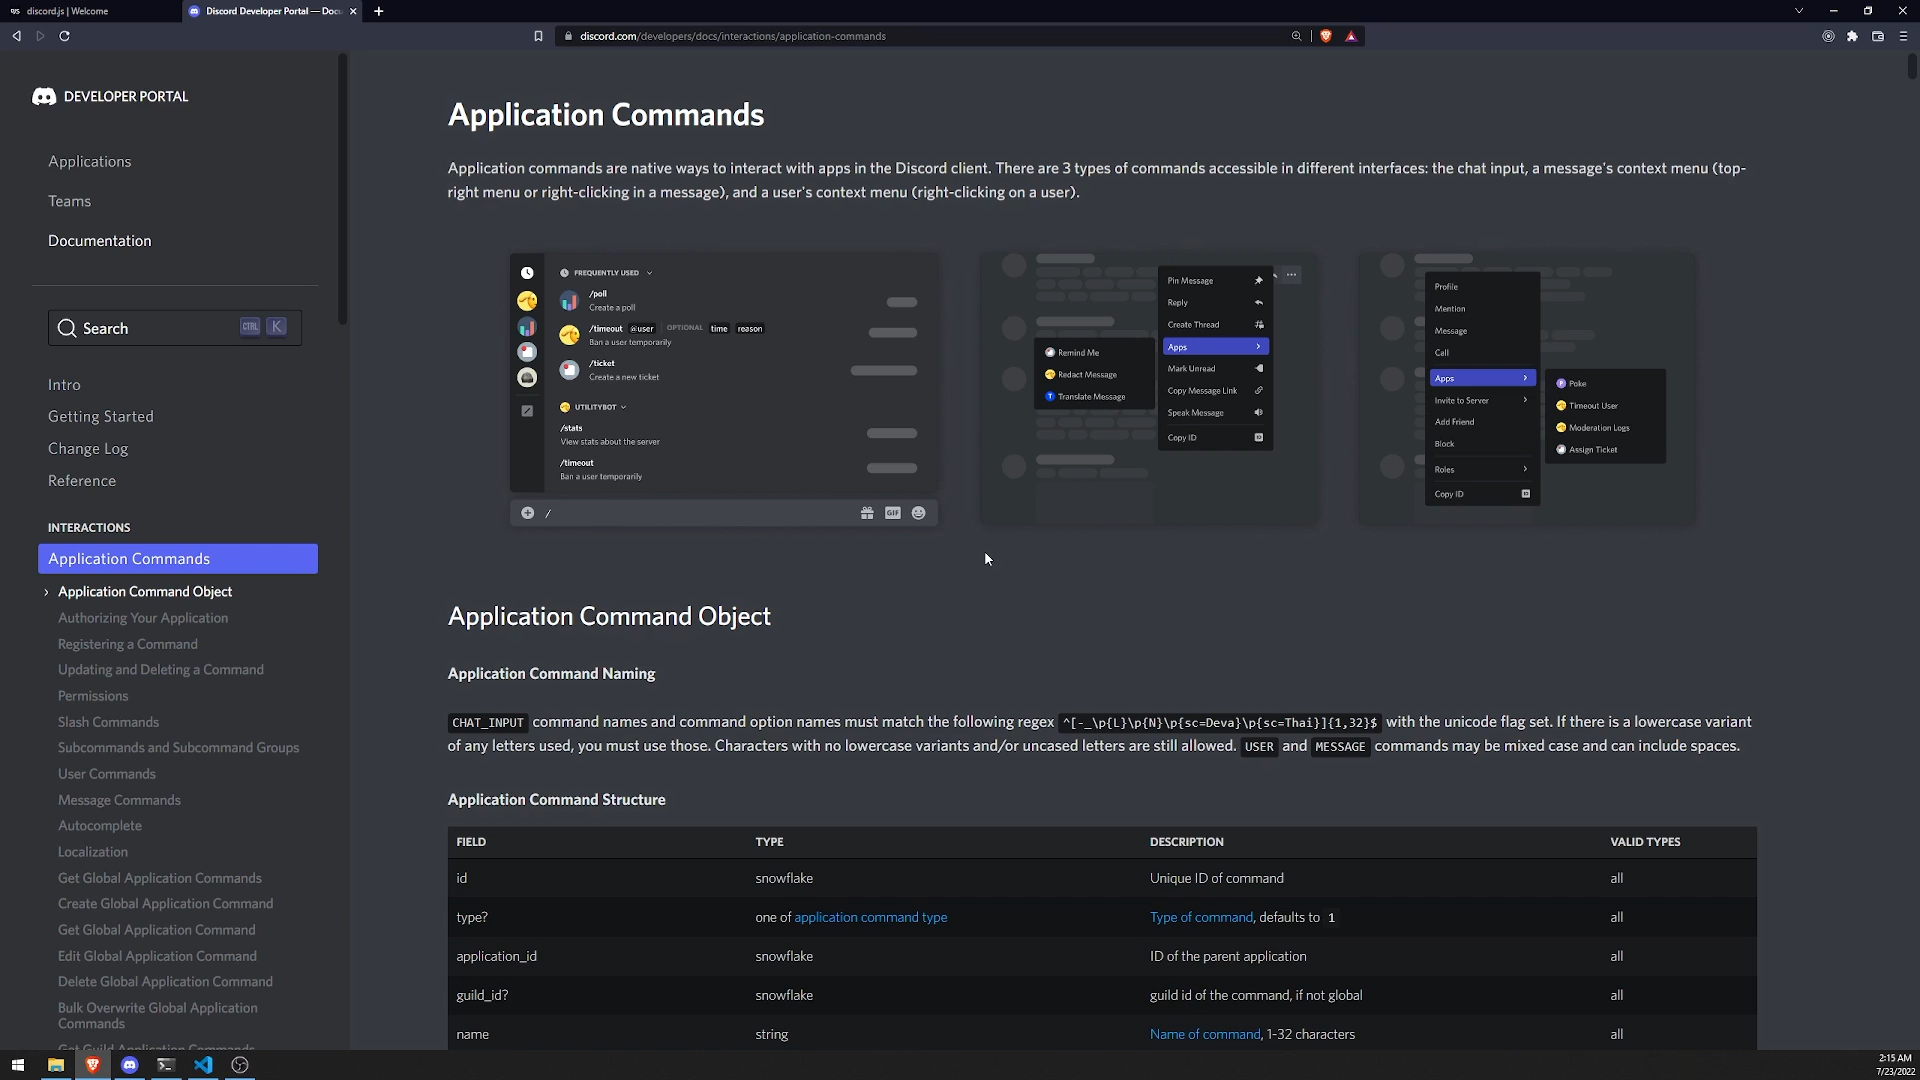 discord.js | Welcome
Discord Developer Portal — Docu
discord.com/developers/docs/interactions/application-commands
DEVELOPER PORTAL
Applications
Teams
Documentation
Search CTRL K
Intro
Getting Started
Change Log
Reference
INTERACTIONS
Application Commands
Application Command Object
Authorizing Your Application
Registering a Command
Updating and Deleting a Command
Permissions
Slash Commands
Subcommands and Subcommand Groups
User Commands
Message Commands
Autocomplete
Localization
Get Global Application Commands
Create Global Application Command
Get Global Application Command
Edit Global Application Command
Delete Global Application Command
Bulk Overwrite Global Application
Commands
Get Guild Application Commands
Application Commands
Application commands are native ways to interact with apps in the Discord client. There are 3 types of commands accessible in different interfaces: the chat input, a message's context menu (top-
right menu or right-clicking in a message), and a user's context menu (right-clicking on a user).
FREQUENTLY USED
/poll
Create a poll
/timeout @user OPTIONAL time reason
Ban a user temporarily
/ticket
Create a new ticket
UTILITYBOT
/stats
View stats about the server
/timeout
Ban a user temporarily
/
GIF
Pin Message
Reply
Create Thread
Apps
Mark Unread
Copy Message Link
Speak Message
Copy ID
Remind Me
Redact Message
Translate Message
Profile
Mention
Message
Call
Apps
Invite to Server
Add Friend
Block
Roles
Copy ID
Poke
Timeout User
Moderation Logs
Assign Ticket
Application Command Object
Application Command Naming
CHAT_INPUT command names and command option names must match the following regex ^[-_\p{L}\p{N}\p{sc=Deva}\p{sc=Thai}]{1,32}$ with the unicode flag set. If there is a lowercase variant
of any letters used, you must use those. Characters with no lowercase variants and/or uncased letters are still allowed. USER and MESSAGE commands may be mixed case and can include spaces.
Application Command Structure
FIELD TYPE DESCRIPTION VALID TYPES
id snowflake Unique ID of command all
type? one of application command type Type of command, defaults to 1 all
application_id snowflake ID of the parent application all
guild_id? snowflake guild id of the command, if not global all
name string Name of command, 1-32 characters all
2:15 AM
7/23/2022